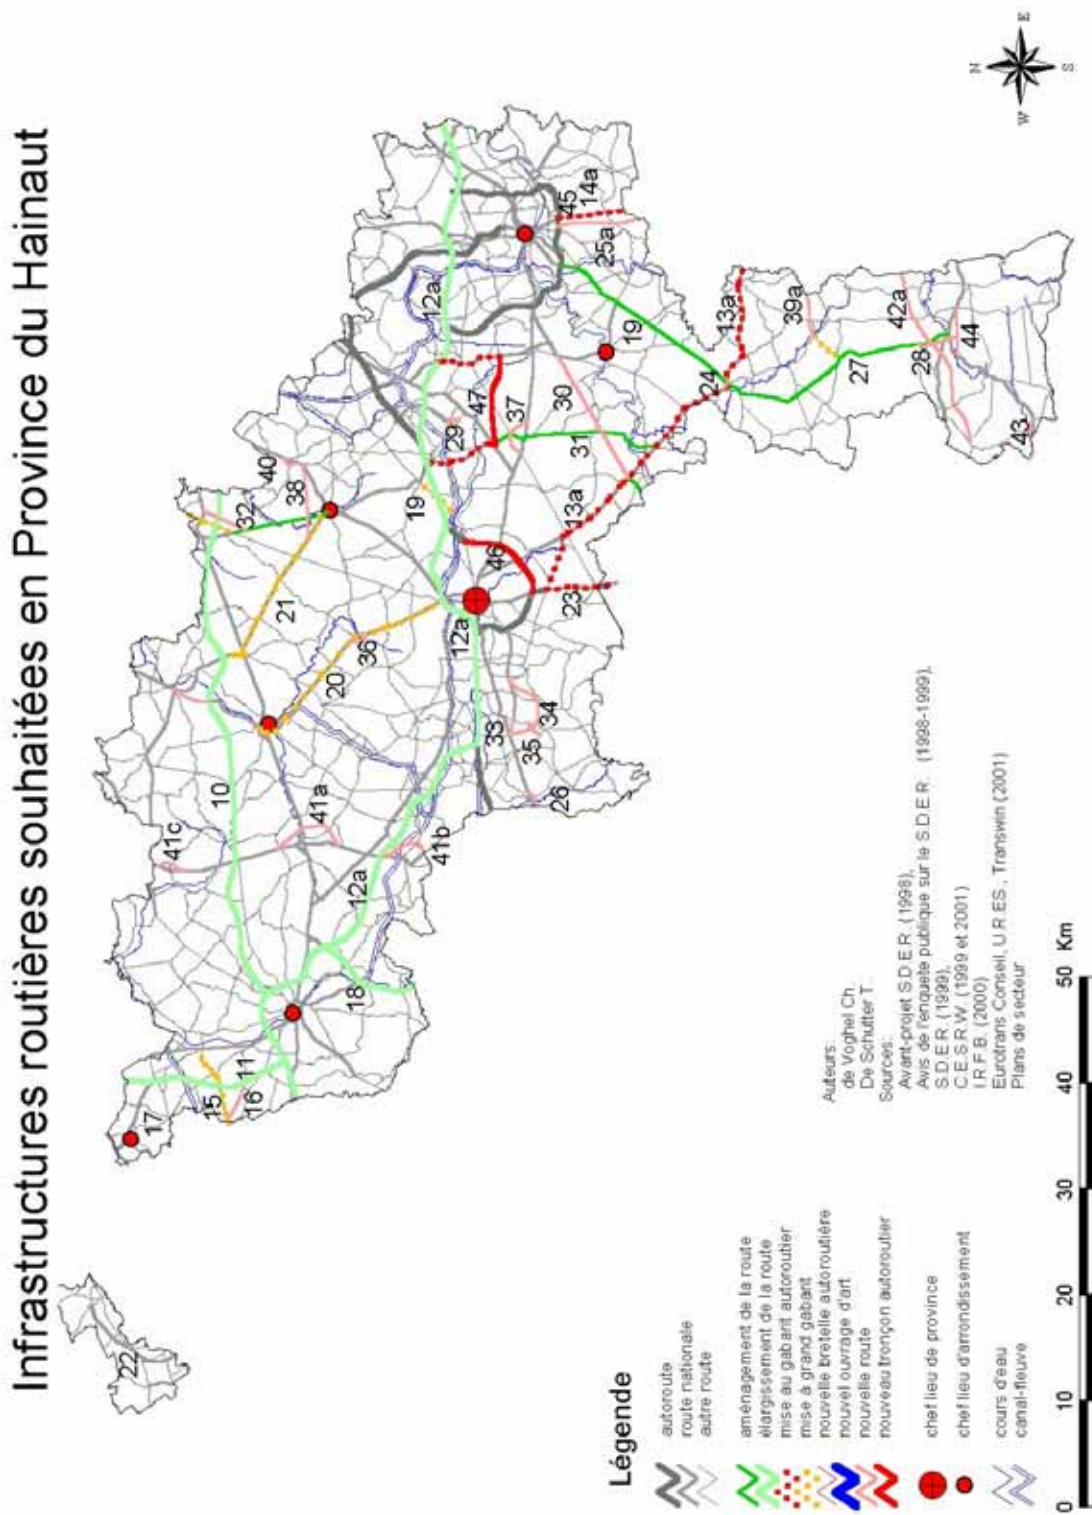 Infrastructures routières souhaitées en Province du Hainaut
N
E
S
W
22
17
15
16
11
18
10
41c
41a
41b
12a
20
36
21
32
38
40
12a
33
34
35
26
46
23
19
13a
29
47
37
31
30
12a
19
24
13a
25a
45
14a
39a
27
28
42a
44
43
Légende
autoroute
route nationale
autre route
aménagement de la route
élargissement de la route
mise au gabarit autoroutier
mise à grand gabarit
nouvelle bretelle autoroutière
nouvel ouvrage d'art
nouvelle route
nouveau tronçon autoroutier
chef lieu de province
chef lieu d'arrondissement
cours d'eau
canal-fleuve
Auteurs:
de Voghel Ch.
De Schutter T.
Sources:
Avant-projet S.D.E.R. (1998),
Avis de l'enquête publique sur le S.D.E.R. (1998-1999),
S.D.E.R. (1999),
C.E.S.R.W. (1999 et 2001)
I.R.F.B. (2000)
Eurotrans Conseil, U.R.ES., Transwin (2001)
Plans de secteur
0 10 20 30 40 50 Km